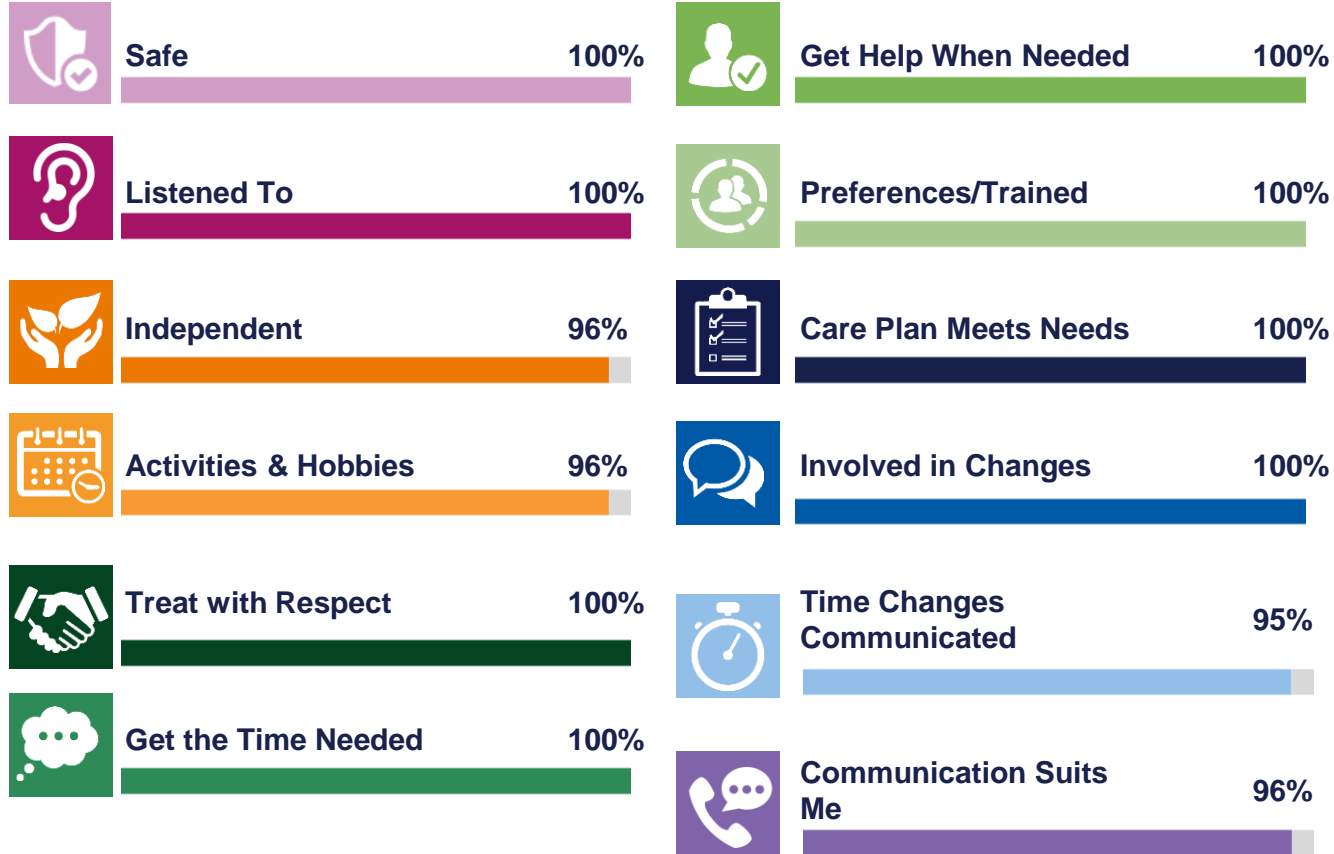 Safe 100%
Listened To 100%
Independent 96%
Activities & Hobbies 96%
Treat with Respect 100%
Get the Time Needed 100%
Get Help When Needed 100%
Preferences/Trained 100%
Care Plan Meets Needs 100%
Involved in Changes 100%
Time Changes
Communicated 95%
Communication Suits
Me 96%